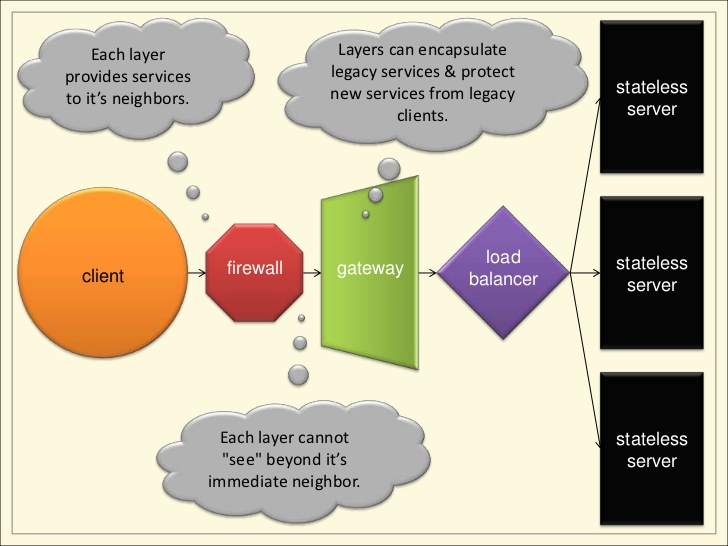 Each layer
provides services
to it's neighbors.
Layers can encapsulate
legacy services & protect
new services from legacy
clients.
client
firewall
gateway
load
balancer
stateless
server
stateless
server
stateless
server
Each layer cannot
"see" beyond it's
immediate neighbor.